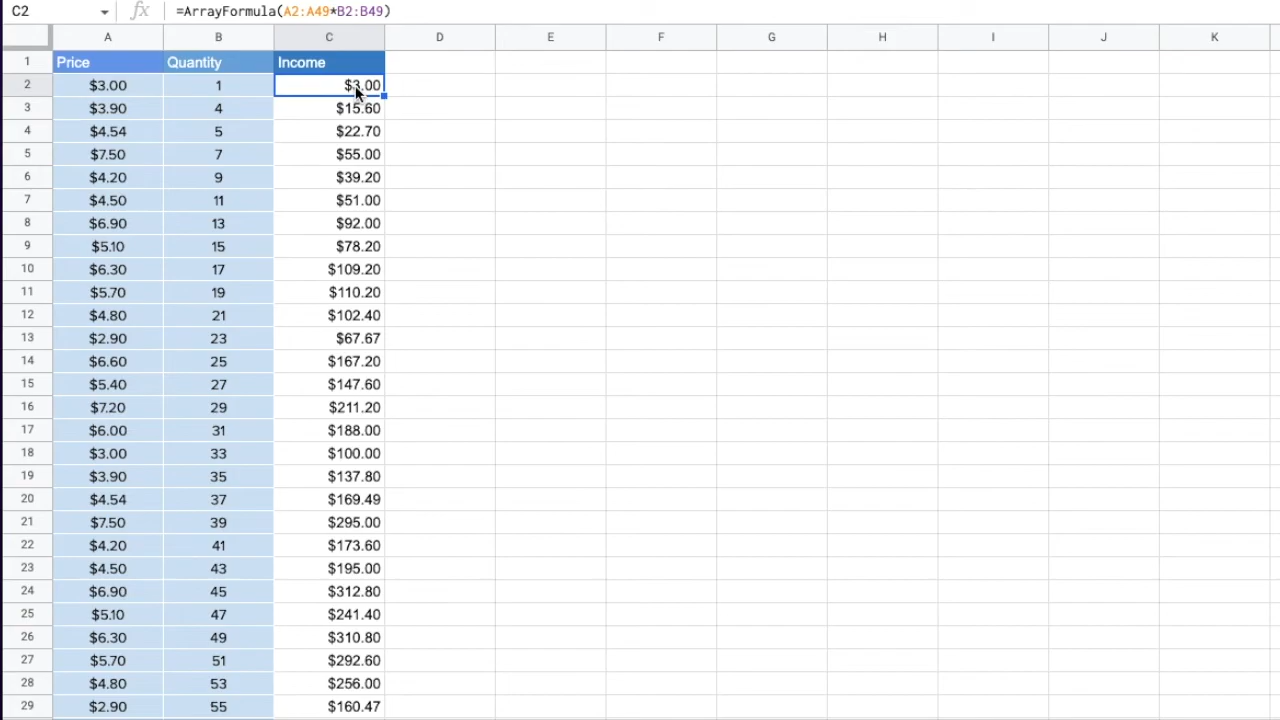 C2 fx =ArrayFormula(A2:A49*B2:B49)
A B C D E F G H I J K
1 Price Quantity Income
2 $3.00 1 $3.00
3 $3.90 4 $15.60
4 $4.54 5 $22.70
5 $7.50 7 $55.00
6 $4.20 9 $39.20
7 $4.50 11 $51.00
8 $6.90 13 $92.00
9 $5.10 15 $78.20
10 $6.30 17 $109.20
11 $5.70 19 $110.20
12 $4.80 21 $102.40
13 $2.90 23 $67.67
14 $6.60 25 $167.20
15 $5.40 27 $147.60
16 $7.20 29 $211.20
17 $6.00 31 $188.00
18 $3.00 33 $100.00
19 $3.90 35 $137.80
20 $4.54 37 $169.49
21 $7.50 39 $295.00
22 $4.20 41 $173.60
23 $4.50 43 $195.00
24 $6.90 45 $312.80
25 $5.10 47 $241.40
26 $6.30 49 $310.80
27 $5.70 51 $292.60
28 $4.80 53 $256.00
29 $2.90 55 $160.47